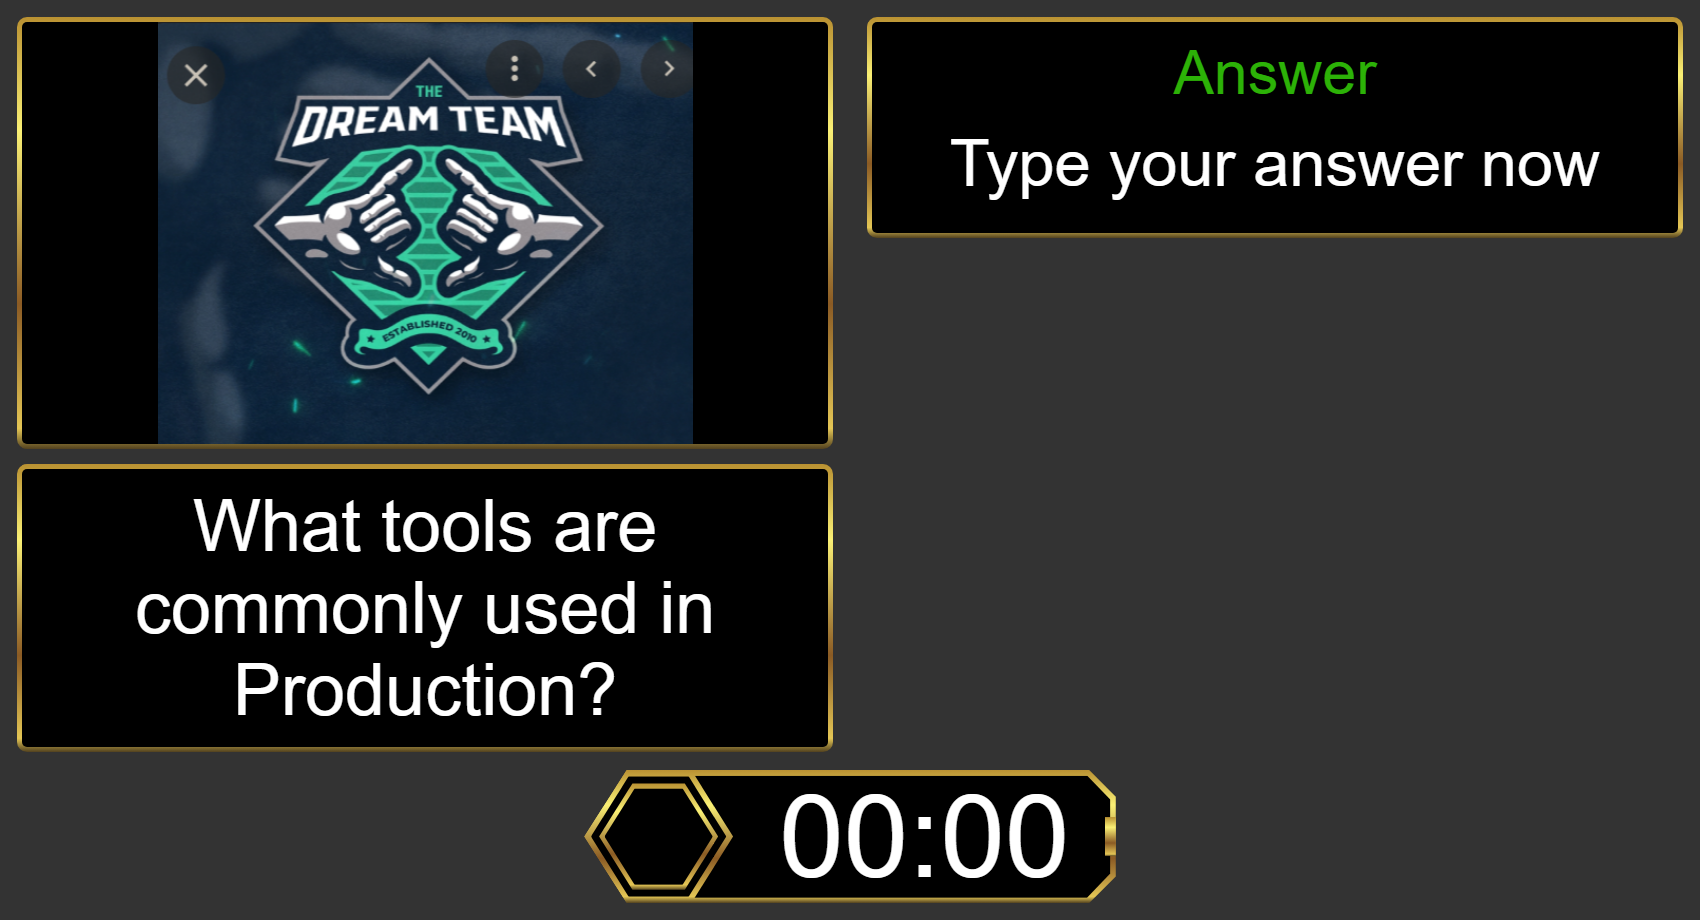 THE
DREAM TEAM
ESTABLISHED 2010
What tools are
commonly used in
Production?
Answer
Type your answer now
00:00